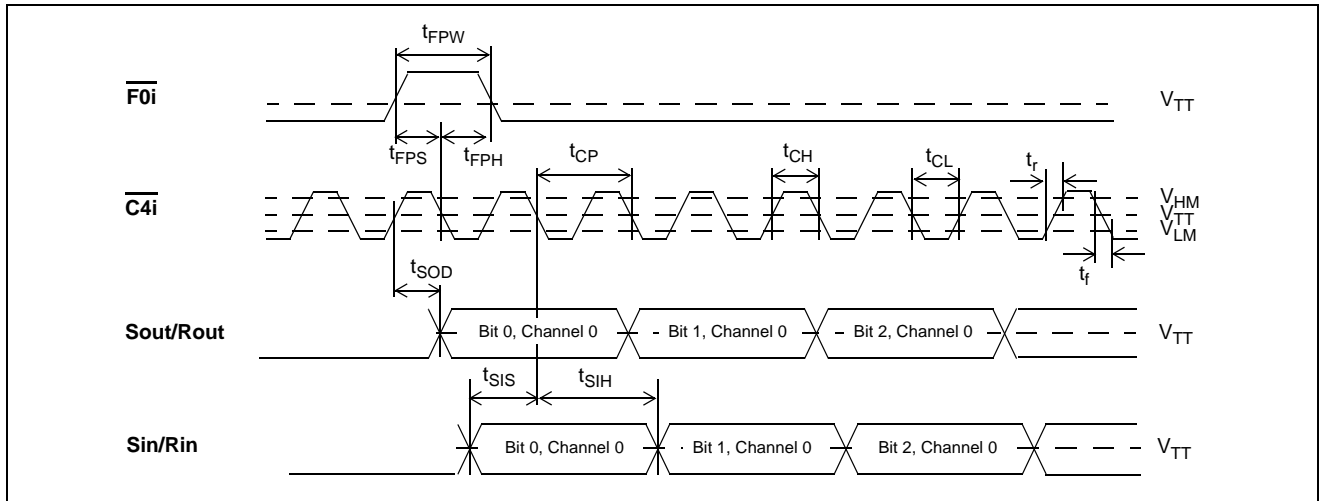 tFPW
F0i
VTT
tFPS
tFPH
tCP
tCH
tCL
tr
C4i
VHM
VTT
VLM
tSOD
tf
Sout/Rout
Bit 0, Channel 0
Bit 1, Channel 0
Bit 2, Channel 0
VTT
tSIS
tSIH
Sin/Rin
Bit 0, Channel 0
Bit 1, Channel 0
Bit 2, Channel 0
VTT